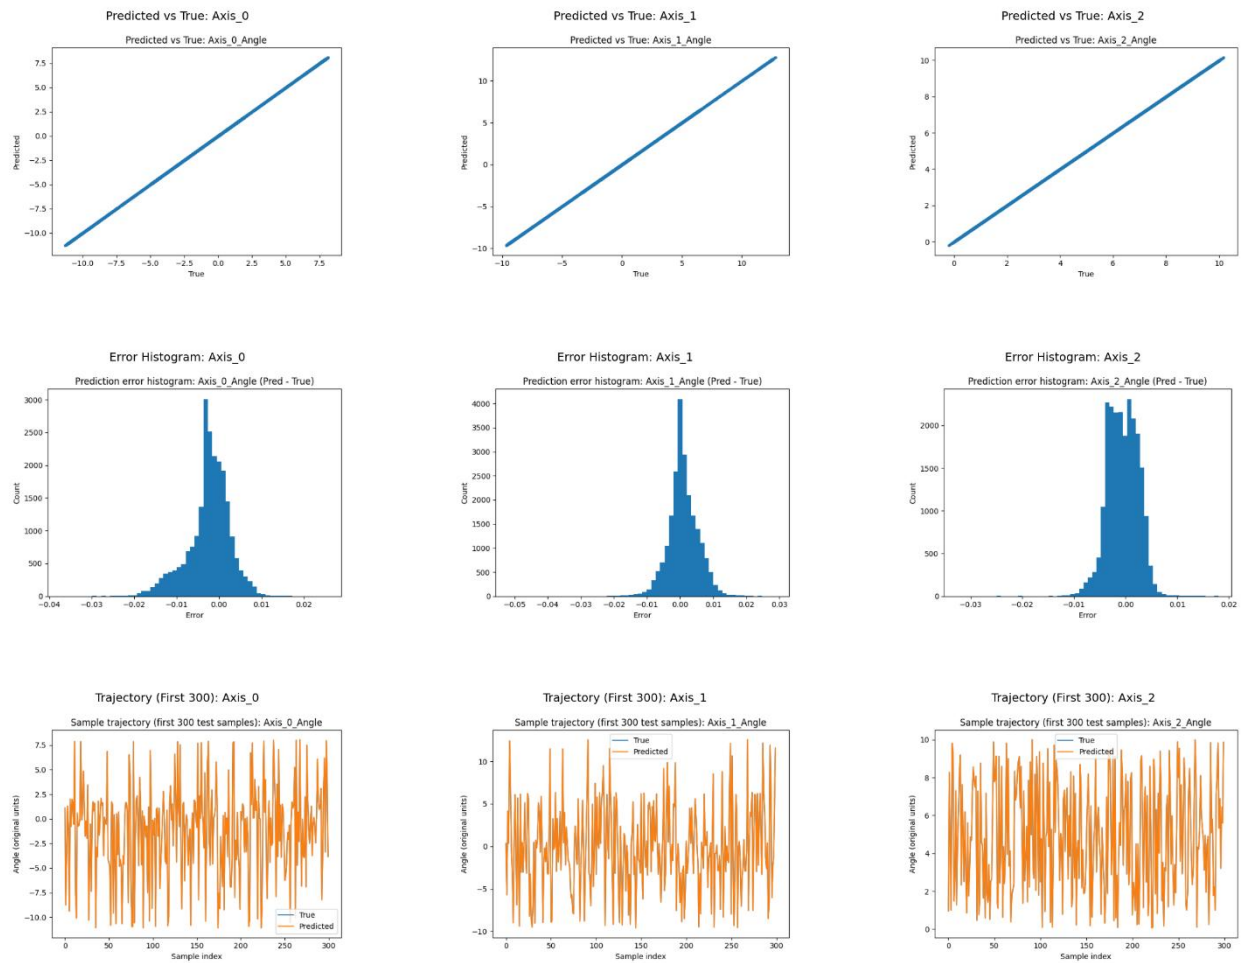 Predicted vs True: Axis_0
Predicted vs True: Axis_0_Angle
7.5
5.0
2.5
0.0
−2.5
−5.0
−7.5
−10.0
Predicted
−10.0 −7.5 −5.0 −2.5 0.0 2.5 5.0 7.5
True
Predicted vs True: Axis_1
Predicted vs True: Axis_1_Angle
10
5
0
−5
−10
Predicted
−10 −5 0 5 10
True
Predicted vs True: Axis_2
Predicted vs True: Axis_2_Angle
10
8
6
4
2
0
Predicted
0 2 4 6 8 10
True
Error Histogram: Axis_0
Prediction error histogram: Axis_0_Angle (Pred - True)
3000
2500
2000
1500
1000
500
0
Count
−0.04 −0.03 −0.02 −0.01 0.00 0.01 0.02
Error
Error Histogram: Axis_1
Prediction error histogram: Axis_1_Angle (Pred - True)
4000
3500
3000
2500
2000
1500
1000
500
0
Count
−0.05 −0.04 −0.03 −0.02 −0.01 0.00 0.01 0.02 0.03
Error
Error Histogram: Axis_2
Prediction error histogram: Axis_2_Angle (Pred - True)
2000
1500
1000
500
0
Count
−0.03 −0.02 −0.01 0.00 0.01 0.02
Error
Trajectory (First 300): Axis_0
Sample trajectory (first 300 test samples): Axis_0_Angle
7.5
5.0
2.5
0.0
−2.5
−5.0
−7.5
−10.0
Angle (original units)
True
Predicted
0 50 100 150 200 250 300
Sample index
Trajectory (First 300): Axis_1
Sample trajectory (first 300 test samples): Axis_1_Angle
True
Predicted
10
5
0
−5
−10
Angle (original units)
0 50 100 150 200 250 300
Sample index
Trajectory (First 300): Axis_2
Sample trajectory (first 300 test samples): Axis_2_Angle
True
Predicted
10
8
6
4
2
0
Angle (original units)
0 50 100 150 200 250 300
Sample index